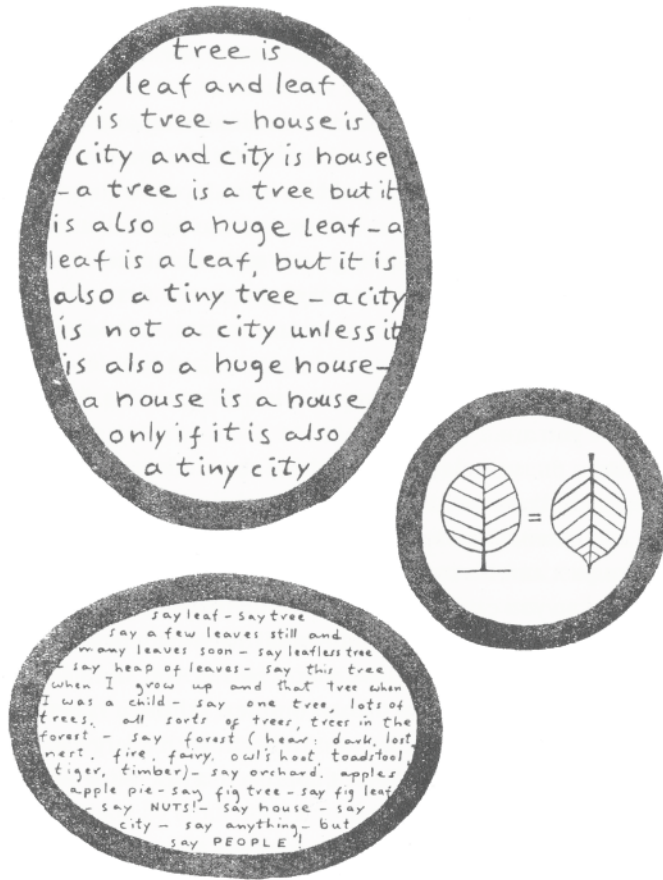 tree is
leaf and leaf
is tree – house is
city and city is house
– a tree is a tree but it
is also a huge leaf – a
leaf is a leaf, but it is
also a tiny tree – a city
is not a city unless it
is also a huge house –
a house is a house
only if it is also
a tiny city
=
say leaf – say tree
say a few leaves still and
many leaves soon – say leafless tree
– say heap of leaves – say this tree
when I grow up and that tree when
I was a child – say one tree, lots of
trees, all sorts of trees, trees in the
forest – say forest (hear: dark, lost,
nest, fire, fairy, owl's hoot, toadstool,
tiger, timber) – say orchard, apples
apple pie – say fig tree – say fig leaf
– say NUTS! – say house – say
city – say anything – but
say PEOPLE!